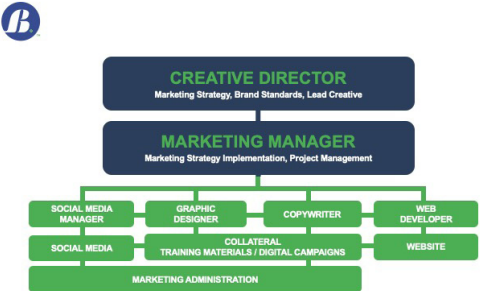 B
CREATIVE DIRECTOR
Marketing Strategy, Brand Standards, Lead Creative
MARKETING MANAGER
Marketing Strategy Implementation, Project Management
SOCIAL MEDIA
MANAGER
GRAPHIC
DESIGNER
COPYWRITER
WEB
DEVELOPER
SOCIAL MEDIA
COLLATERAL
TRAINING MATERIALS / DIGITAL CAMPAIGNS
WEBSITE
MARKETING ADMINISTRATION